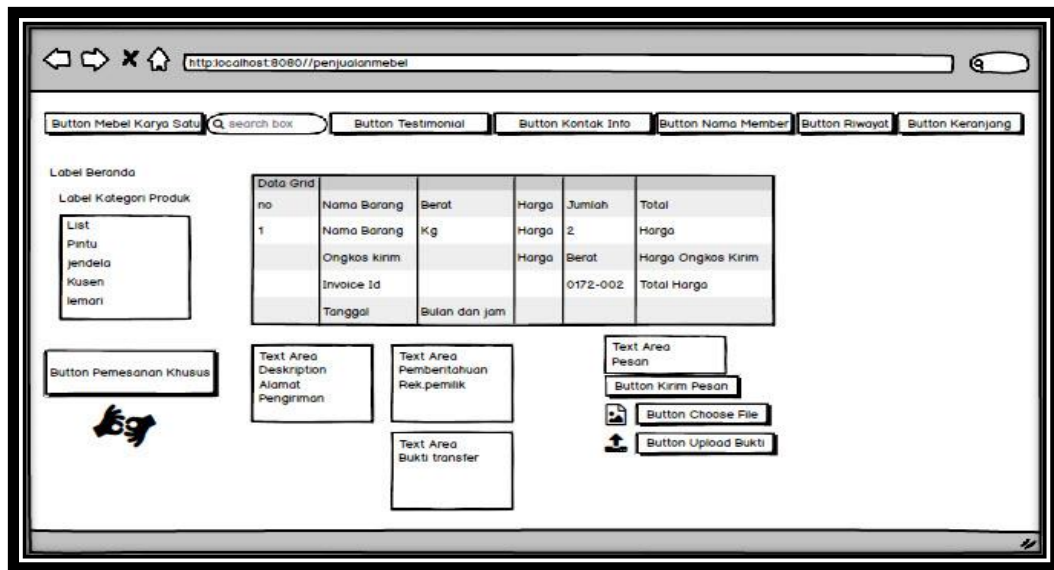 http:localhost:8080//penjualanmebel
Button Mebel Karya Satu
search box
Button Testimonial
Button Kontak Info
Button Nama Member
Button Riwayat
Button Keranjang
Label Beranda
Label Kategori Produk
List
Pintu
jendela
Kusen
lemari
Button Pemesanan Khusus
Data Grid
no Nama Barang Berat Harga Jumlah Total
1 Nama Barang Kg Harga 2 Harga
Ongkos kirim Harga Berat Harga Ongkos Kirim
Invoice Id 0172-002 Total Harga
Tanggal Bulan dan jam
Text Area
Deskription
Alamat
Pengiriman
Text Area
Pemberitahuan
Rek.pemilik
Text Area
Bukti transfer
Text Area
Pesan
Button Kirim Pesan
Button Choose File
Button Upload Bukti